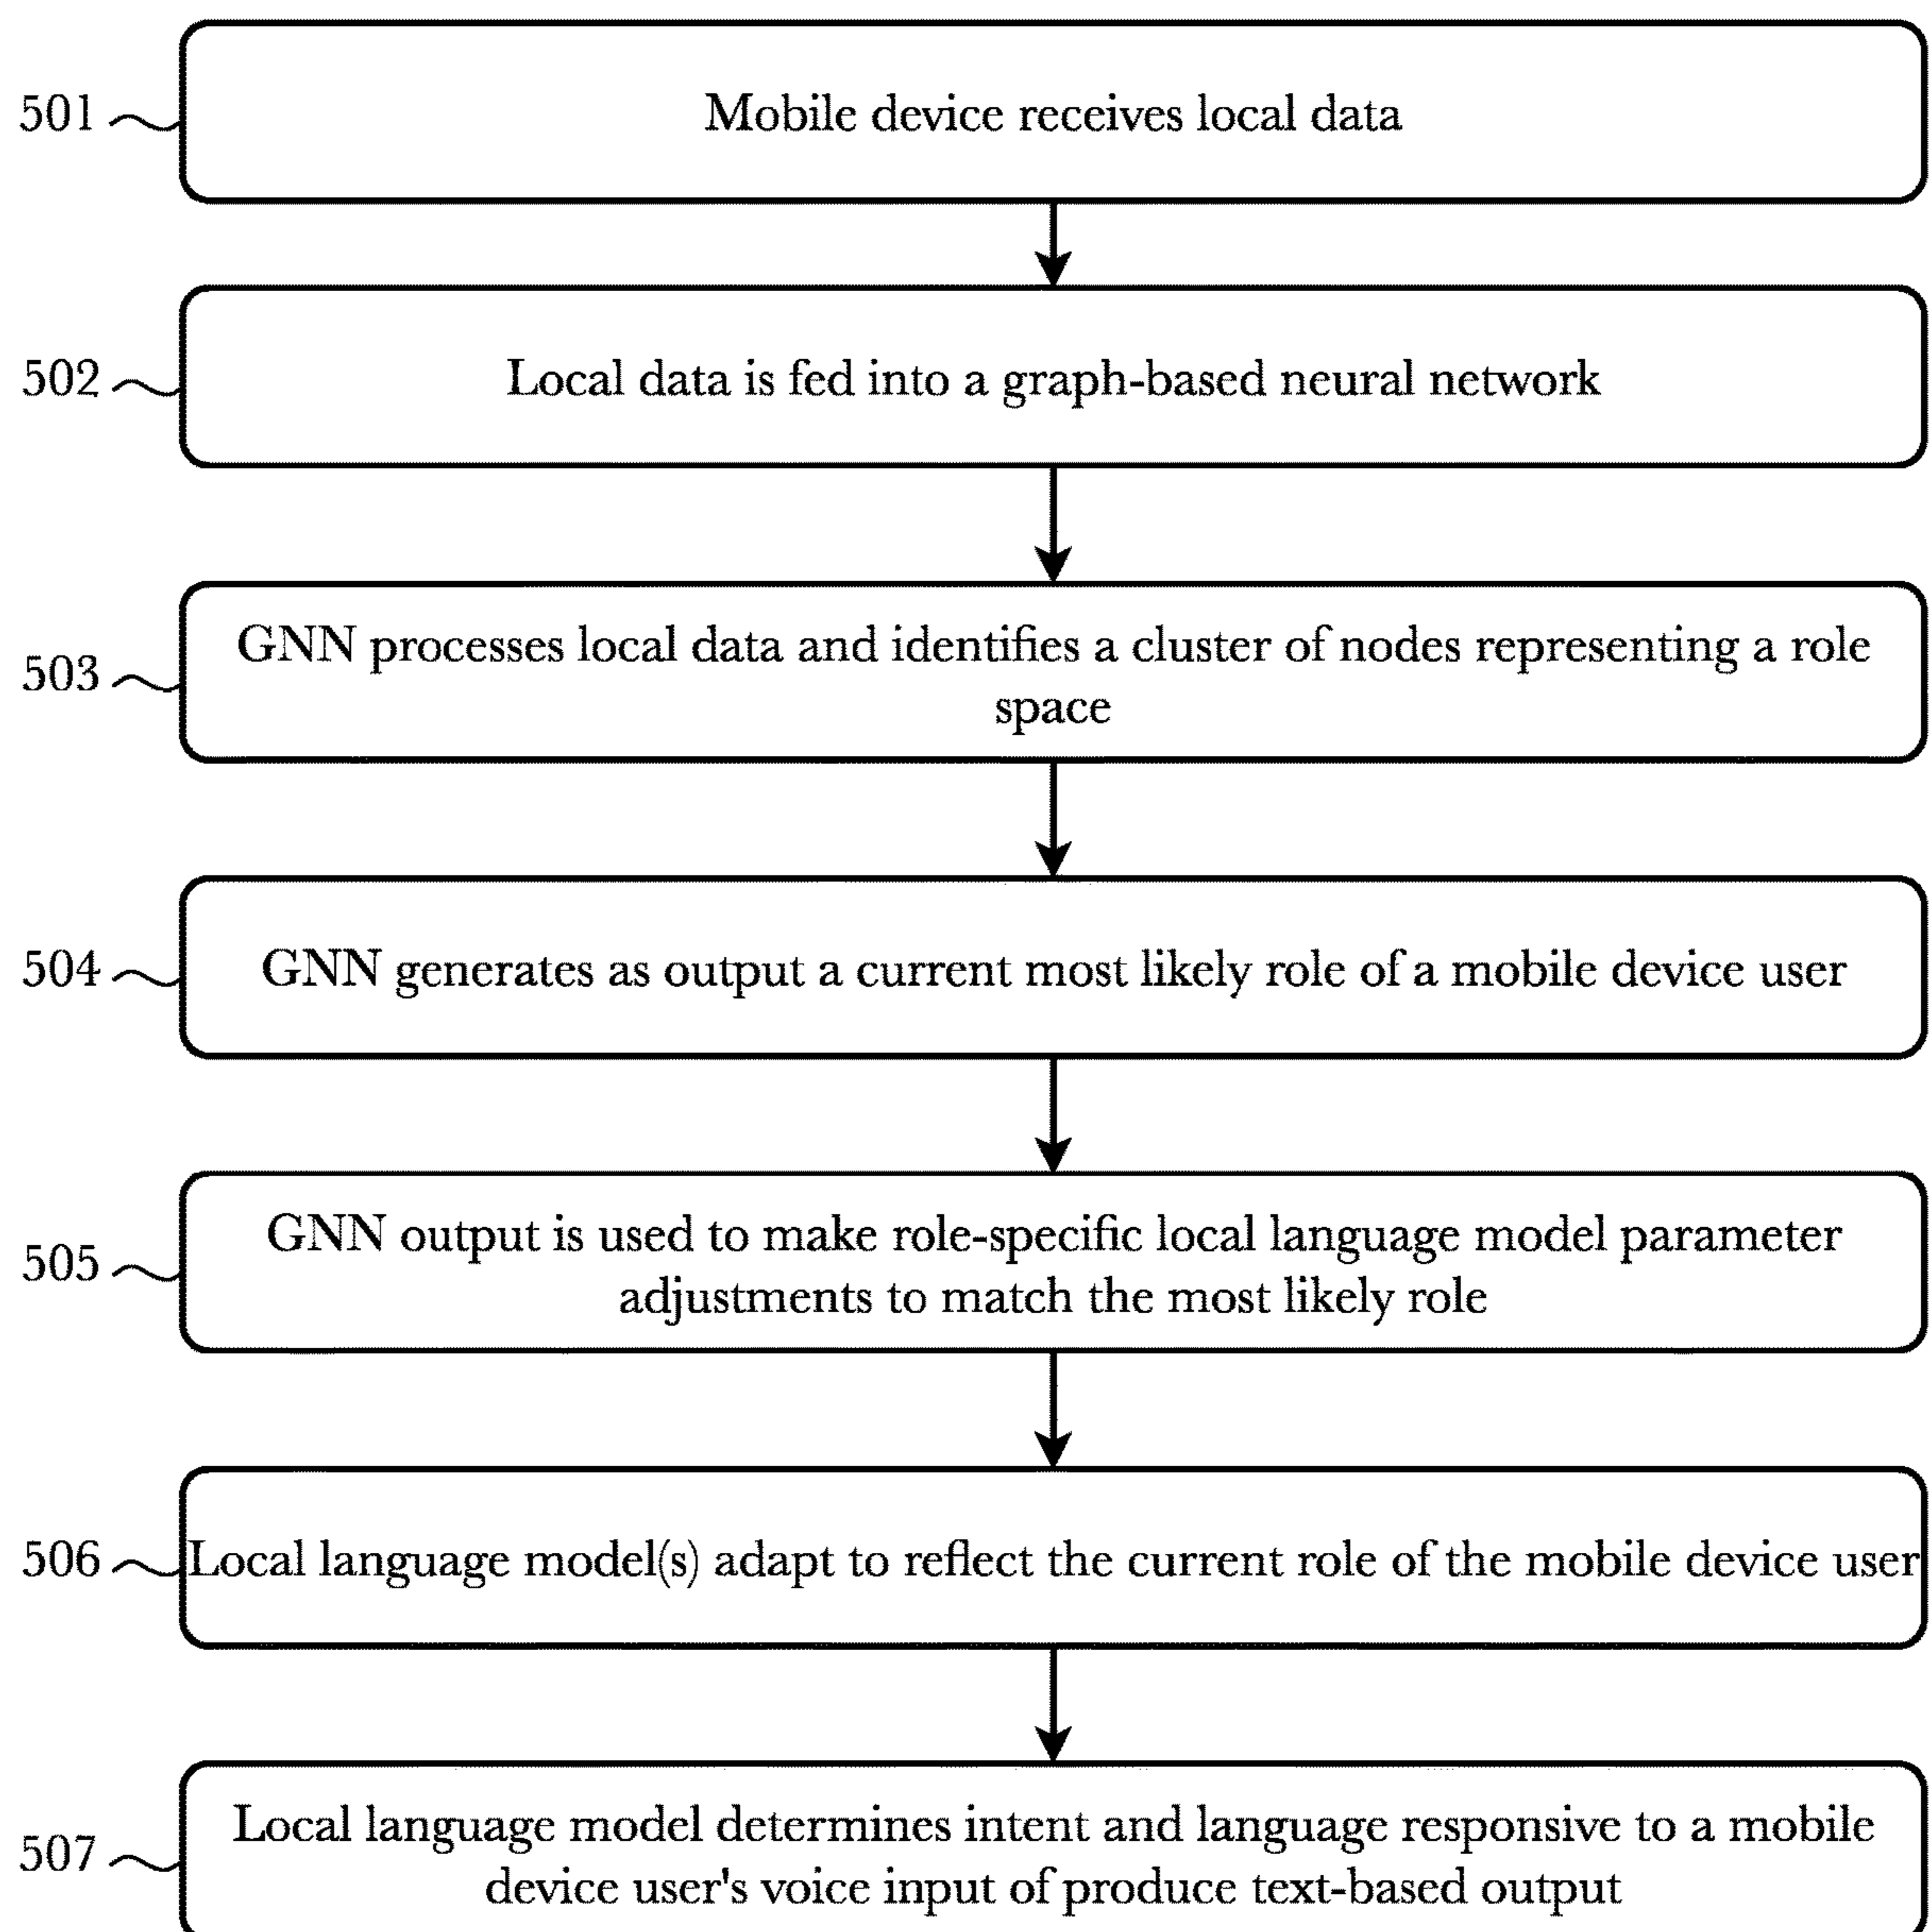 501
Mobile device receives local data
502
Local data is fed into a graph-based neural network
503
GNN processes local data and identifies a cluster of nodes representing a role
space
504
GNN generates as output a current most likely role of a mobile device user
505
GNN output is used to make role-specific local language model parameter
adjustments to match the most likely role
506
Local language model(s) adapt to reflect the current role of the mobile device user
507
Local language model determines intent and language responsive to a mobile
device user's voice input of produce text-based output